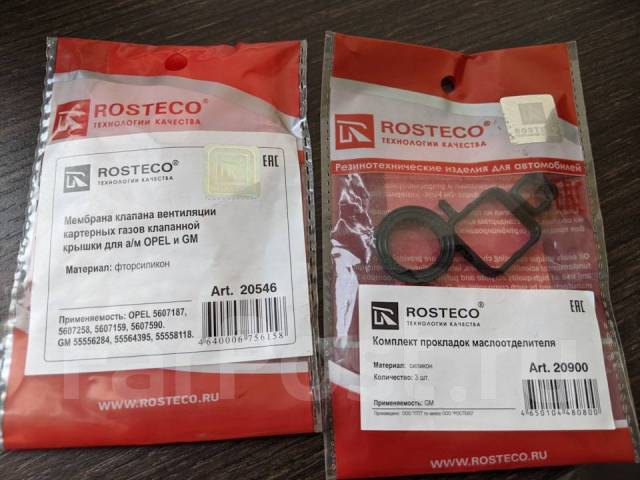 ROSTECO®
ТЕХНОЛОГИИ КАЧЕСТВА
ROSTECO®
ТЕХНОЛОГИИ КАЧЕСТВА
EAC
Мембрана клапана вентиляции
картерных газов клапанной
крышки для а/м OPEL и GM
Материал: фторсиликон
Art. 20546
Применяемость: OPEL 5607187,
5607258, 5607159, 5607590.
GM 55556284, 55564395, 55558118.
4640006756158
WWW.ROSTECO.RU
ROSTECO®
ТЕХНОЛОГИИ КАЧЕСТВА
Резинотехнические изделия для автомобилей
ROSTECO®
ТЕХНОЛОГИИ КАЧЕСТВА
EAC
Комплект прокладок маслоотделителя
Материал: силикон
Количество: 3 шт.
Art. 20900
Применяемость: GM
4650104480800
WWW.ROSTECO.RU